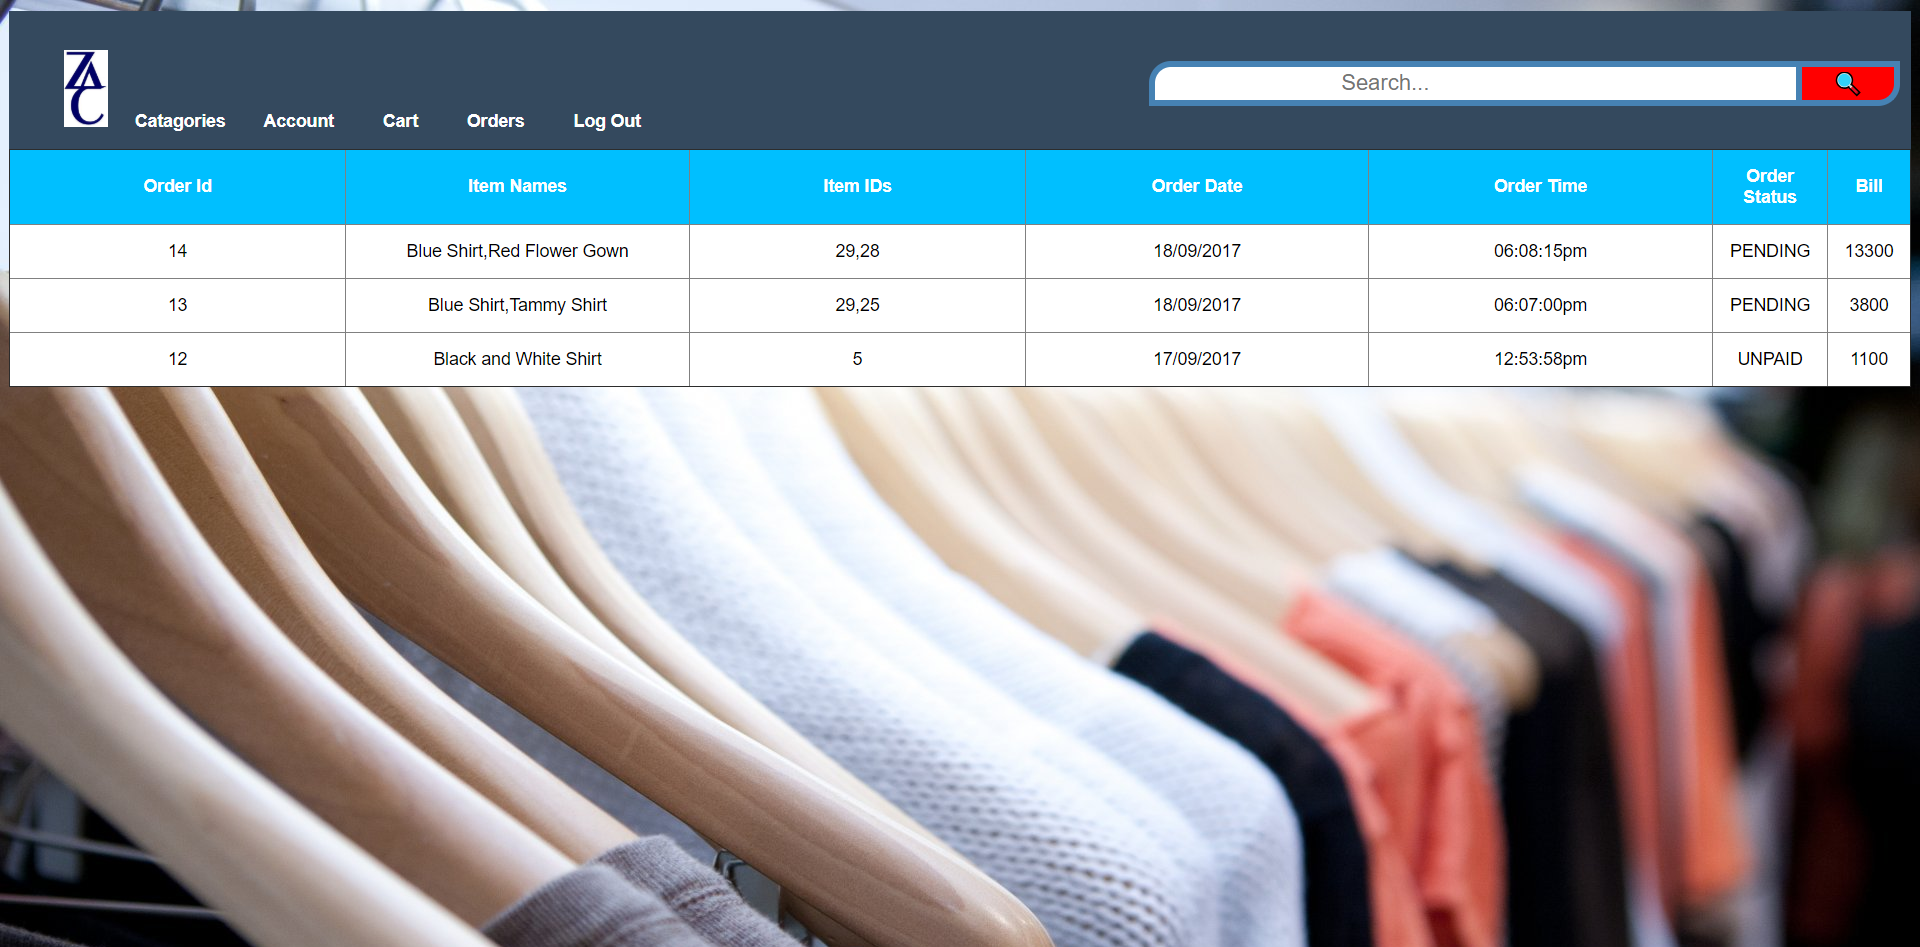 ZAC
Catagories Account Cart Orders Log Out
Search...
Order Id Item Names Item IDs Order Date Order Time Order Status Bill
14 Blue Shirt,Red Flower Gown 29,28 18/09/2017 06:08:15pm PENDING 13300
13 Blue Shirt,Tammy Shirt 29,25 18/09/2017 06:07:00pm PENDING 3800
12 Black and White Shirt 5 17/09/2017 12:53:58pm UNPAID 1100